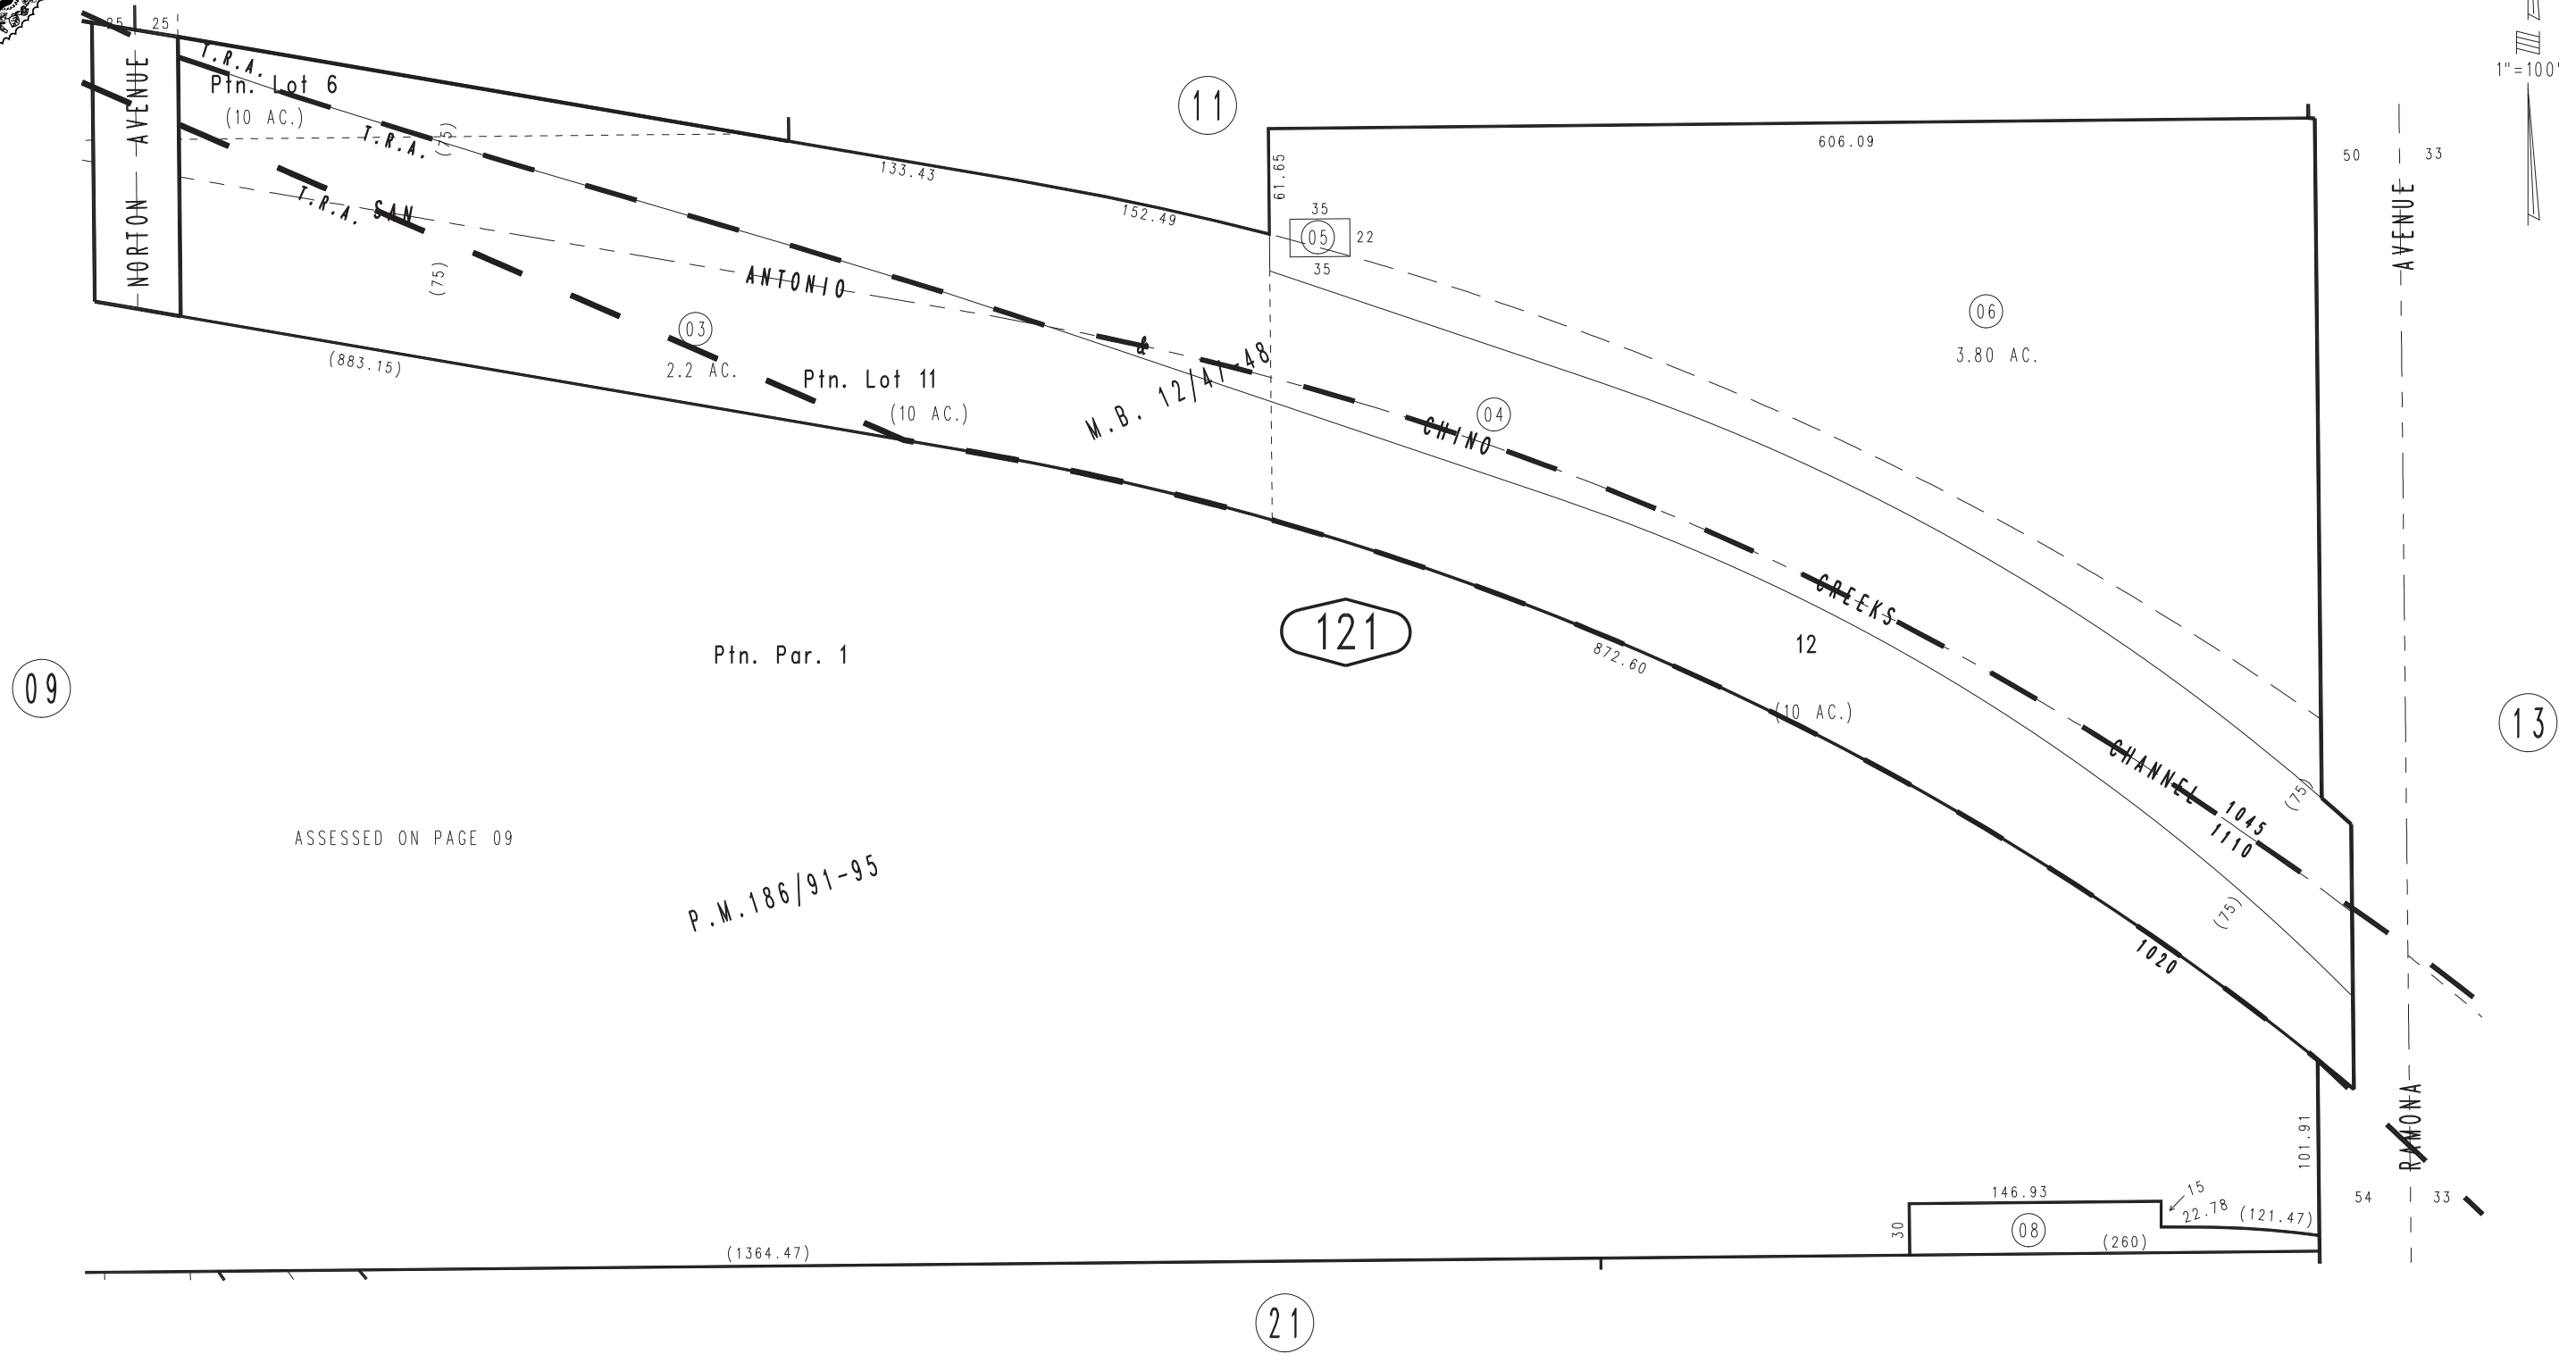 25 25
1"=100'
T.R.A.
Ptn. Lot 6
(10 AC.)
NORTON AVENUE
T.R.A.
(75)
T.R.A.
SAN
ANTONIO
&
CHINO
CREEKS
CHANNEL
(75)
11
133.43
152.49
61.65
606.09
50 33
AVENUE
35
05
22
35
06
3.80 AC.
03
2.2 AC.
(883.15)
Ptn. Lot 11
(10 AC.)
M.B. 12/47-48
04
121
12
872.60
(10 AC.)
Ptn. Par. 1
09
13
(75)
1045
1110
(75)
1020
ASSESSED ON PAGE 09
P.M.186/91-95
RAMONA
101.91
54 33
146.93
15
22.78
(121.47)
30
08
(260)
(1364.47)
21